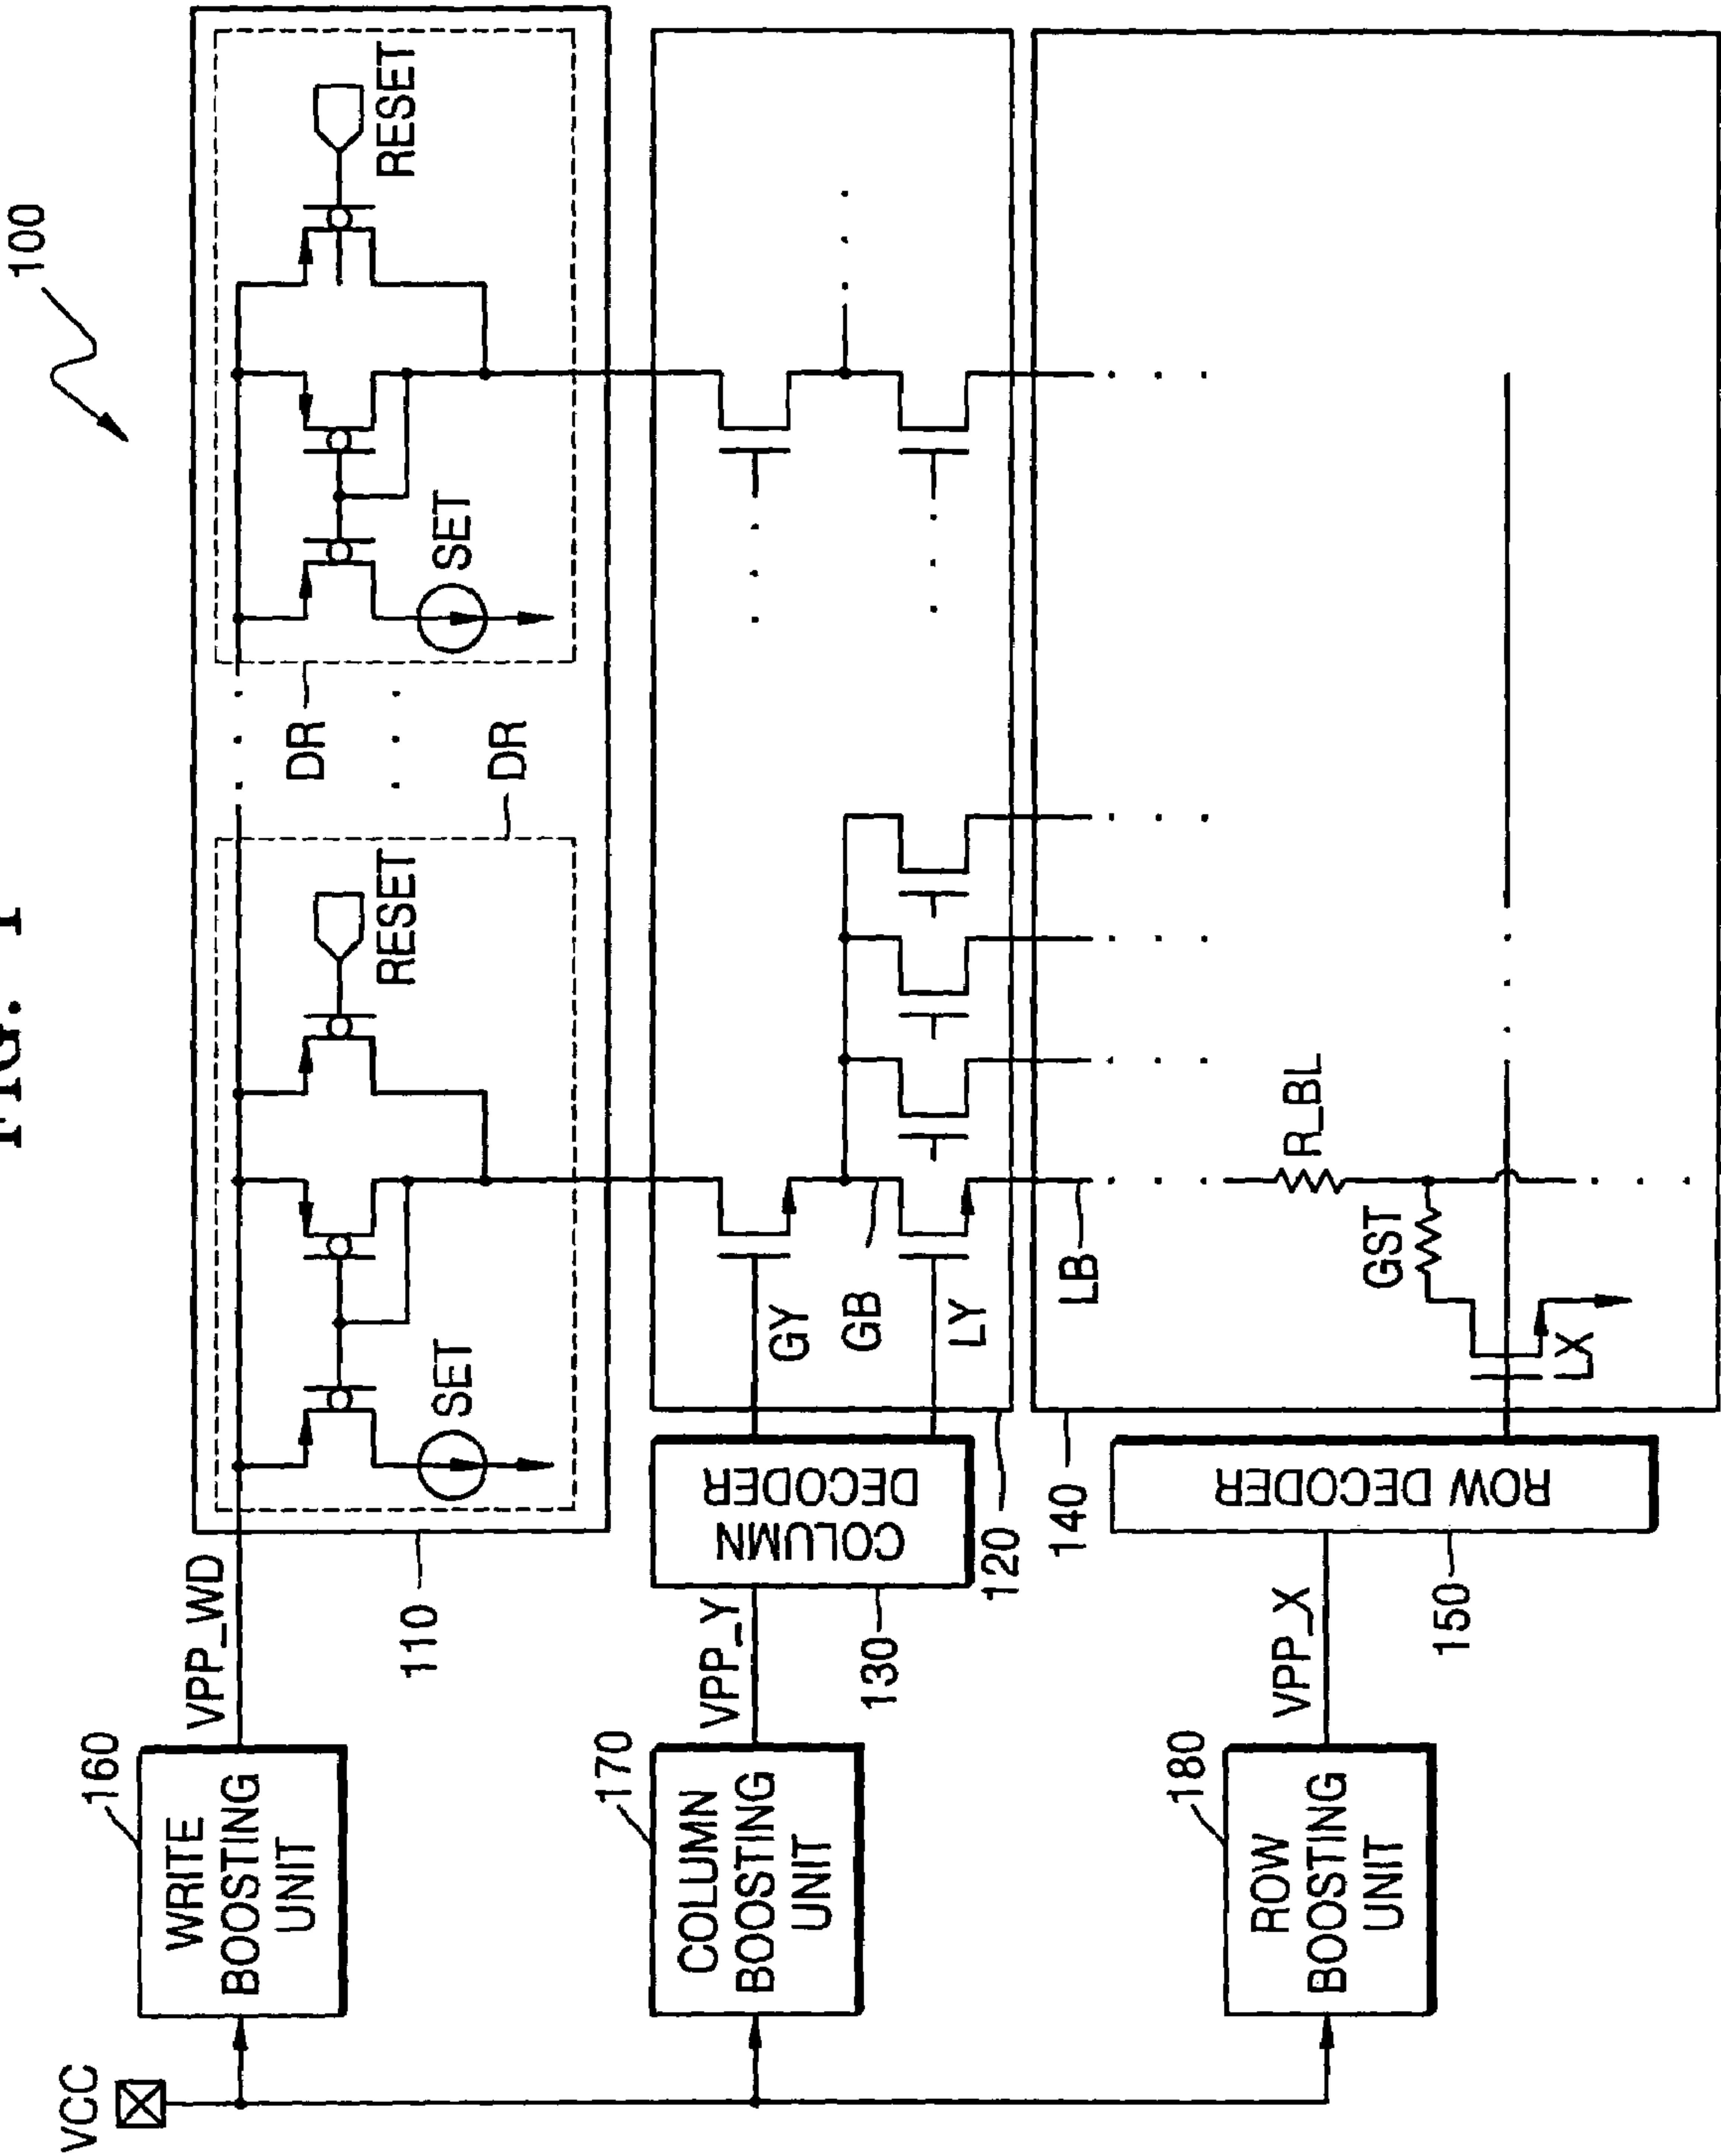 FIG. 1
100
VCC
160
WRITE
BOOSTING
UNIT
VPP_WD
110
SET
RESET
DR
DR
SET
RESET
170
COLUMN
BOOSTING
UNIT
VPP_Y
130
COLUMN
DECODER
120
GY
GB
LY
140
LB
R_BL
GST
LX
180
ROW
BOOSTING
UNIT
VPP_X
150
ROW DECODER